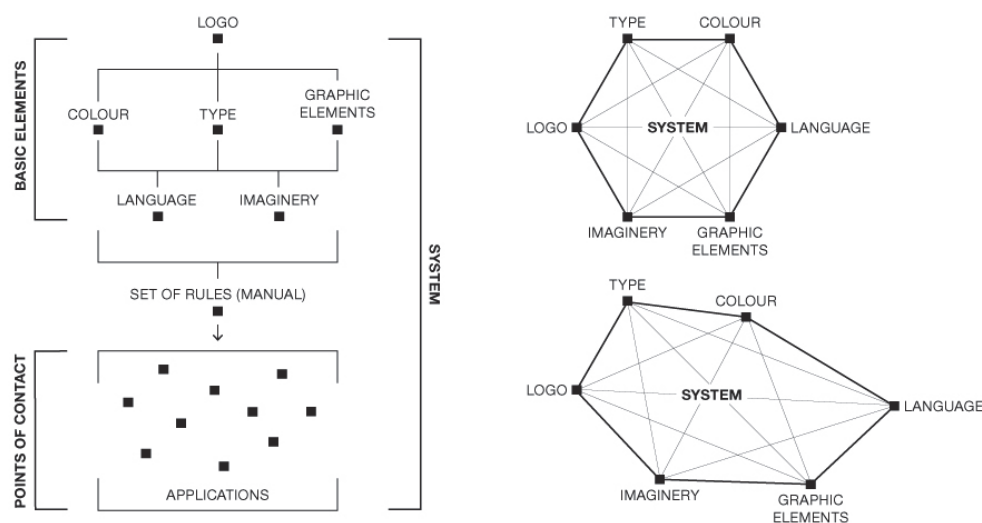 LOGO
BASIC ELEMENTS
COLOUR
TYPE
GRAPHIC
ELEMENTS
LANGUAGE
IMAGINERY
SET OF RULES (MANUAL)
SYSTEM
POINTS OF CONTACT
APPLICATIONS
TYPE
COLOUR
LOGO
SYSTEM
LANGUAGE
IMAGINERY
GRAPHIC
ELEMENTS
TYPE
COLOUR
LOGO
SYSTEM
LANGUAGE
IMAGINERY
GRAPHIC
ELEMENTS